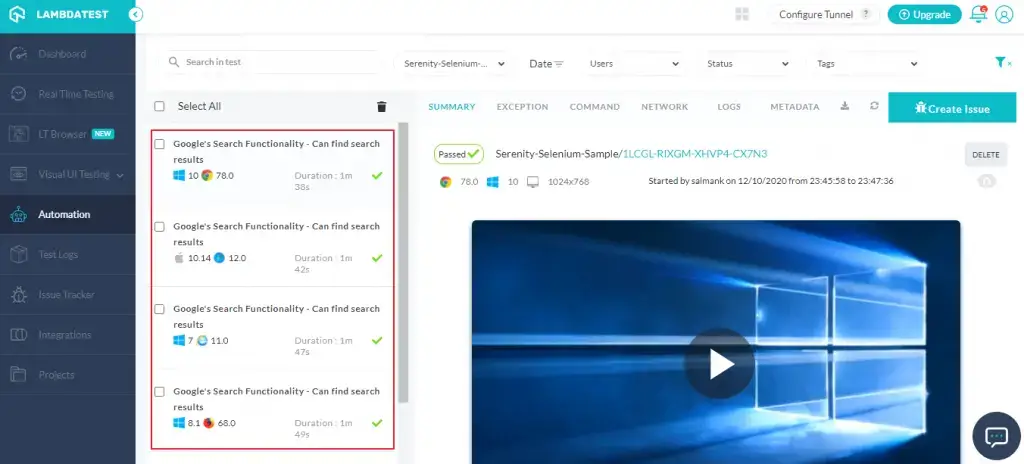 LAMBDATEST
Configure Tunnel
?
Upgrade
Dashboard
Real Time Testing
LT Browser NEW
Visual UI Testing
Automation
Test Logs
Issue Tracker
Integrations
Projects
Search in test
Serenity-Selenium-...
Date
Users
Status
Tags
Select All
Google's Search Functionality - Can find search
results
10 78.0 Duration : 1m
38s
Google's Search Functionality - Can find search
results
10.14 12.0 Duration : 1m
42s
Google's Search Functionality - Can find search
results
7 11.0 Duration : 1m
47s
Google's Search Functionality - Can find search
results
8.1 68.0 Duration : 1m
49s
SUMMARY EXCEPTION COMMAND NETWORK LOGS METADATA
Create Issue
Passed Serenity-Selenium-Sample/1LCGL-RIXGM-XHVP4-CX7N3
DELETE
78.0 10 1024x768 Started by salmank on 12/10/2020 from 23:45:58 to 23:47:36